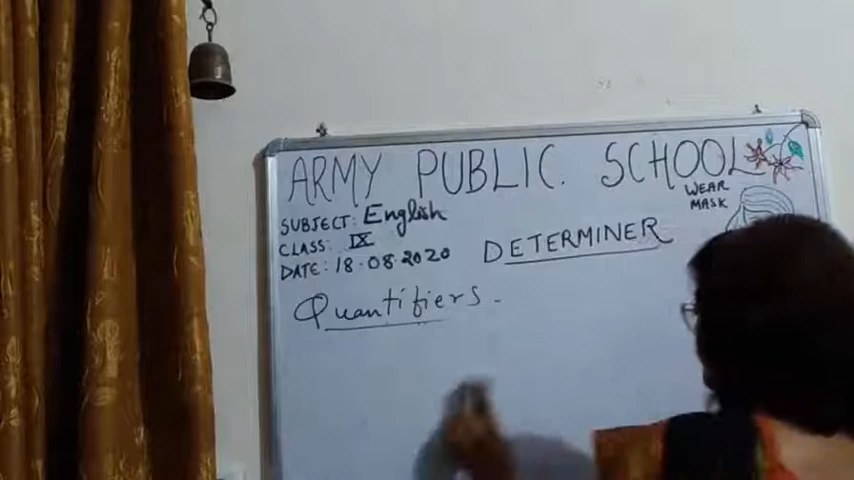 ARMY PUBLIC. SCHOOL
WEAR
MASK
SUBJECT: English
CLASS: IX
DATE: 18.08.2020
DETERMINER
Quantifiers -